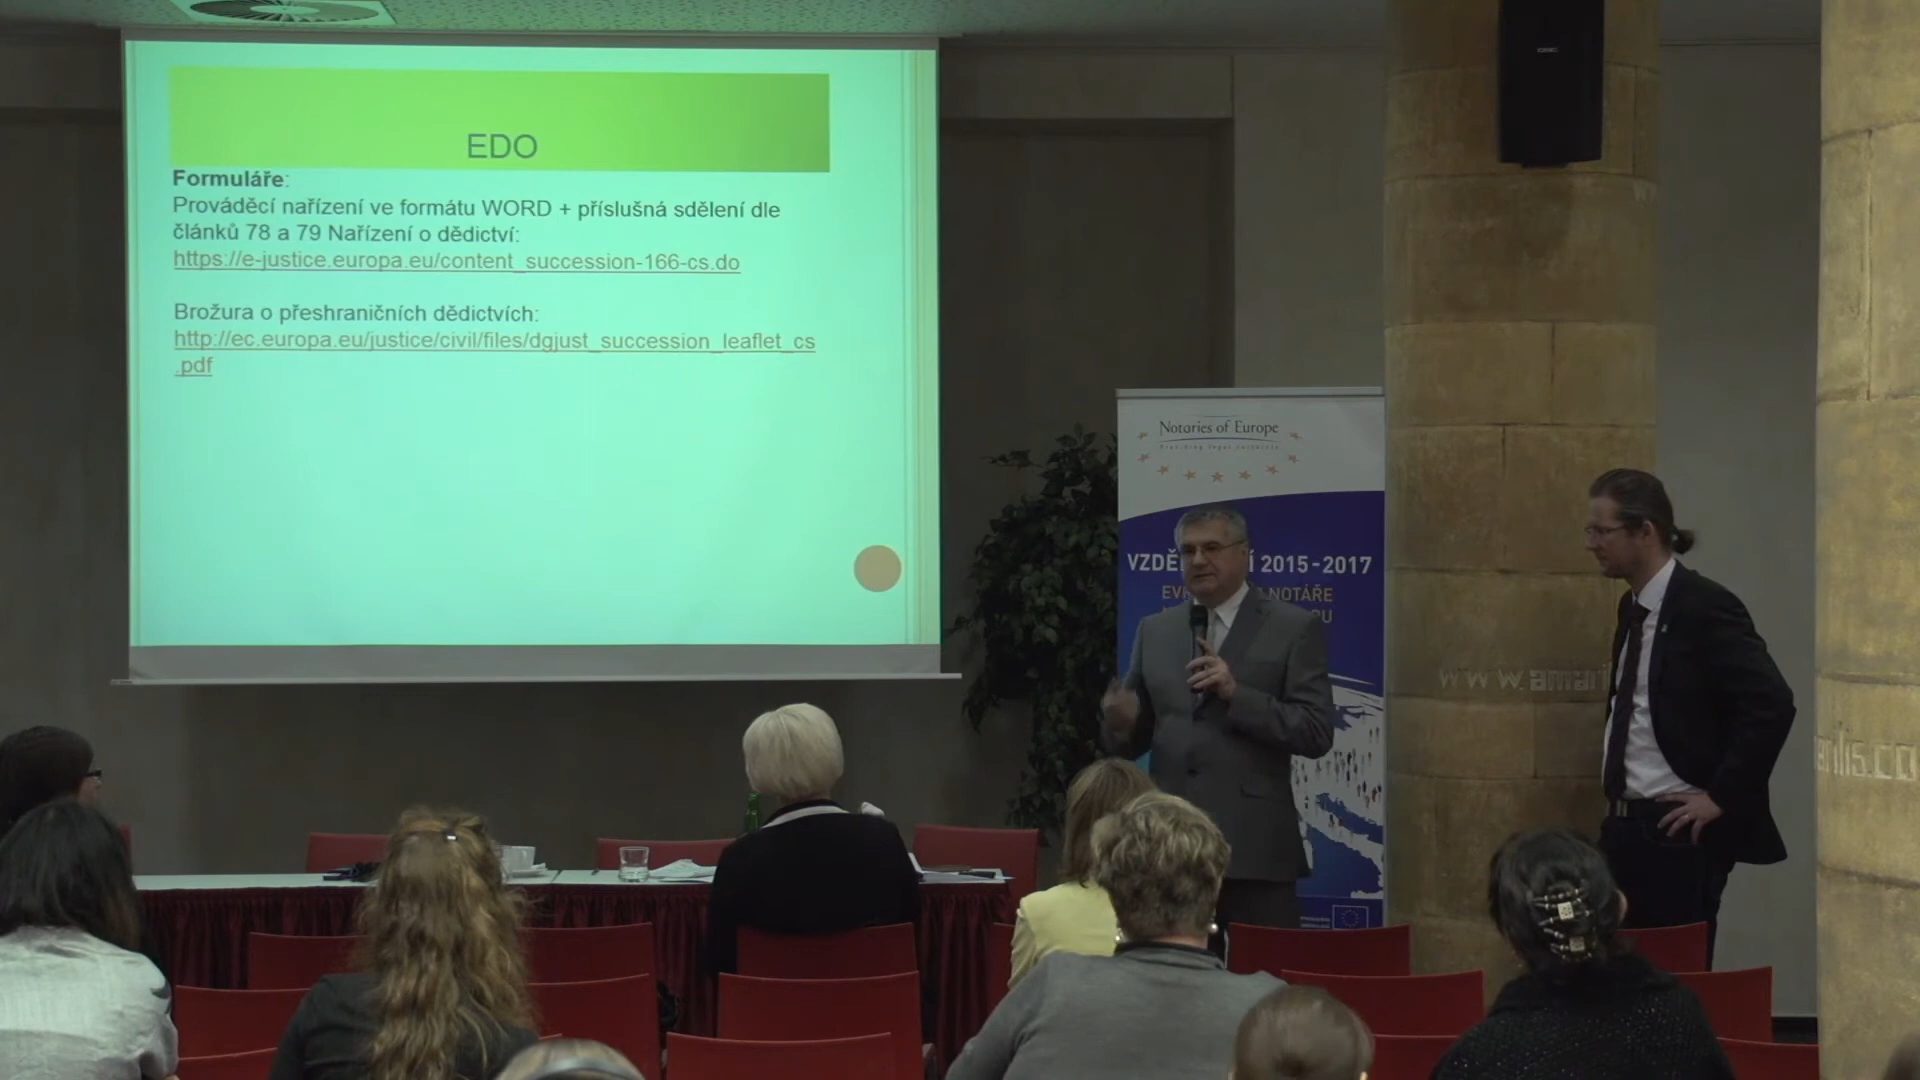 EDO
Formuláře:
Prováděcí nařízení ve formátu WORD + příslušná sdělení dle
článků 78 a 79 Nařízení o dědictví:
https://e-justice.europa.eu/content_succession-166-cs.do
Brožura o přeshraničních dědictvích:
http://ec.europa.eu/justice/civil/files/dgjust_succession_leaflet_cs
.pdf
Notaries of Europe
2015-2017
NOTÁŘE
www.amari